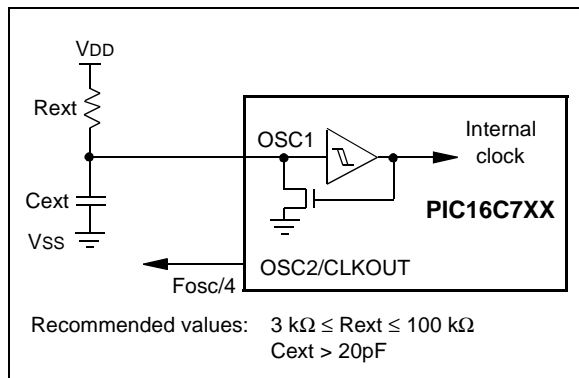 VDD
Rext
OSC1
Internal
clock
Cext
PIC16C7XX
VSS
OSC2/CLKOUT
Fosc/4
Recommended values: 3 kΩ ≤ Rext ≤ 100 kΩ
Cext > 20pF